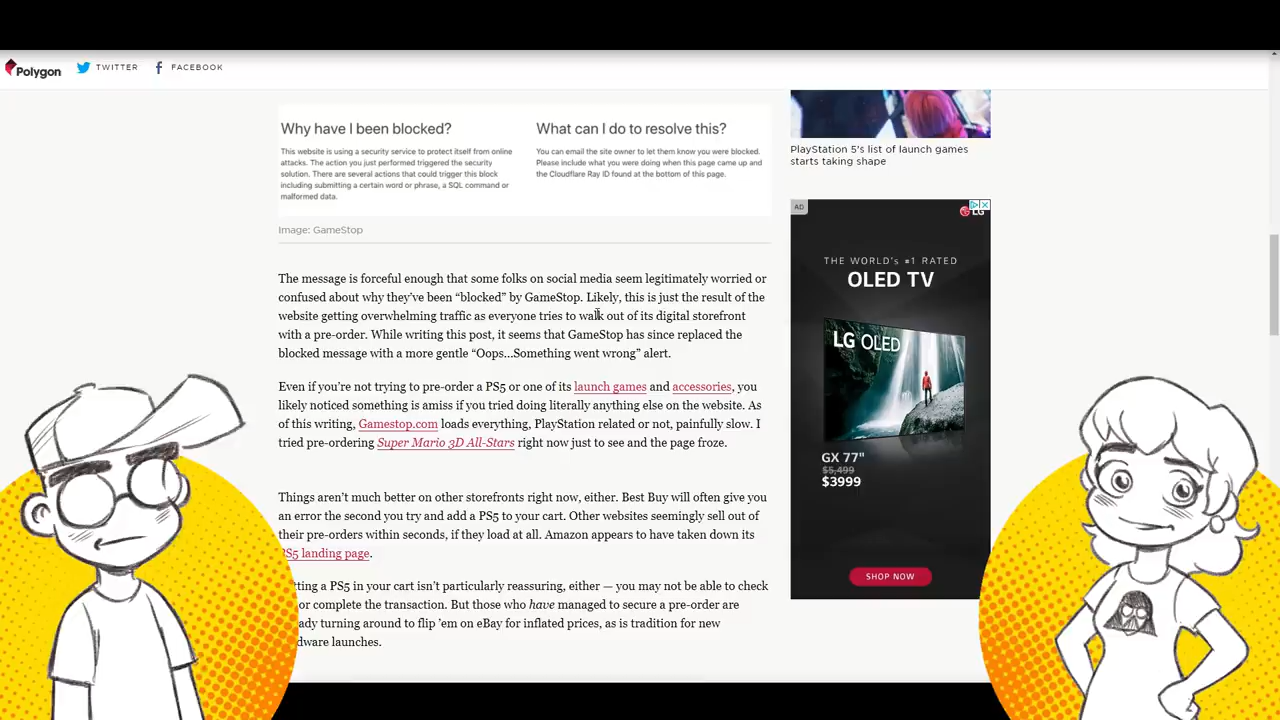 Polygon
TWITTER
FACEBOOK
Why have I been blocked?
This website is using a security service to protect itself from online
attacks. The action you just performed triggered the security
solution. There are several actions that could trigger this block
including submitting a certain word or phrase, a SQL command or
malformed data.
What can I do to resolve this?
You can email the site owner to let them know you were blocked.
Please include what you were doing when this page came up and
the Cloudflare Ray ID found at the bottom of this page.
Image: GameStop
The message is forceful enough that some folks on social media seem legitimately worried or
confused about why they’ve been “blocked” by GameStop. Likely, this is just the result of the
website getting overwhelming traffic as everyone tries to walk out of its digital storefront
with a pre-order. While writing this post, it seems that GameStop has since replaced the
blocked message with a more gentle “Oops...Something went wrong” alert.
Even if you’re not trying to pre-order a PS5 or one of its launch games and accessories, you
likely noticed something is amiss if you tried doing literally anything else on the website. As
of this writing, Gamestop.com loads everything, PlayStation related or not, painfully slow. I
tried pre-ordering Super Mario 3D All-Stars right now just to see and the page froze.
Things aren’t much better on other storefronts right now, either. Best Buy will often give you
an error the second you try and add a PS5 to your cart. Other websites seemingly sell out of
their pre-orders within seconds, if they load at all. Amazon appears to have taken down its
PS5 landing page.
tting a PS5 in your cart isn’t particularly reassuring, either — you may not be able to check
or complete the transaction. But those who have managed to secure a pre-order are
ady turning around to flip ’em on eBay for inflated prices, as is tradition for new
dware launches.
PlayStation 5’s list of launch games
starts taking shape
AD
LG
THE WORLD’s #1 RATED
OLED TV
LG OLED
GX 77"
$5,499
$3999
SHOP NOW